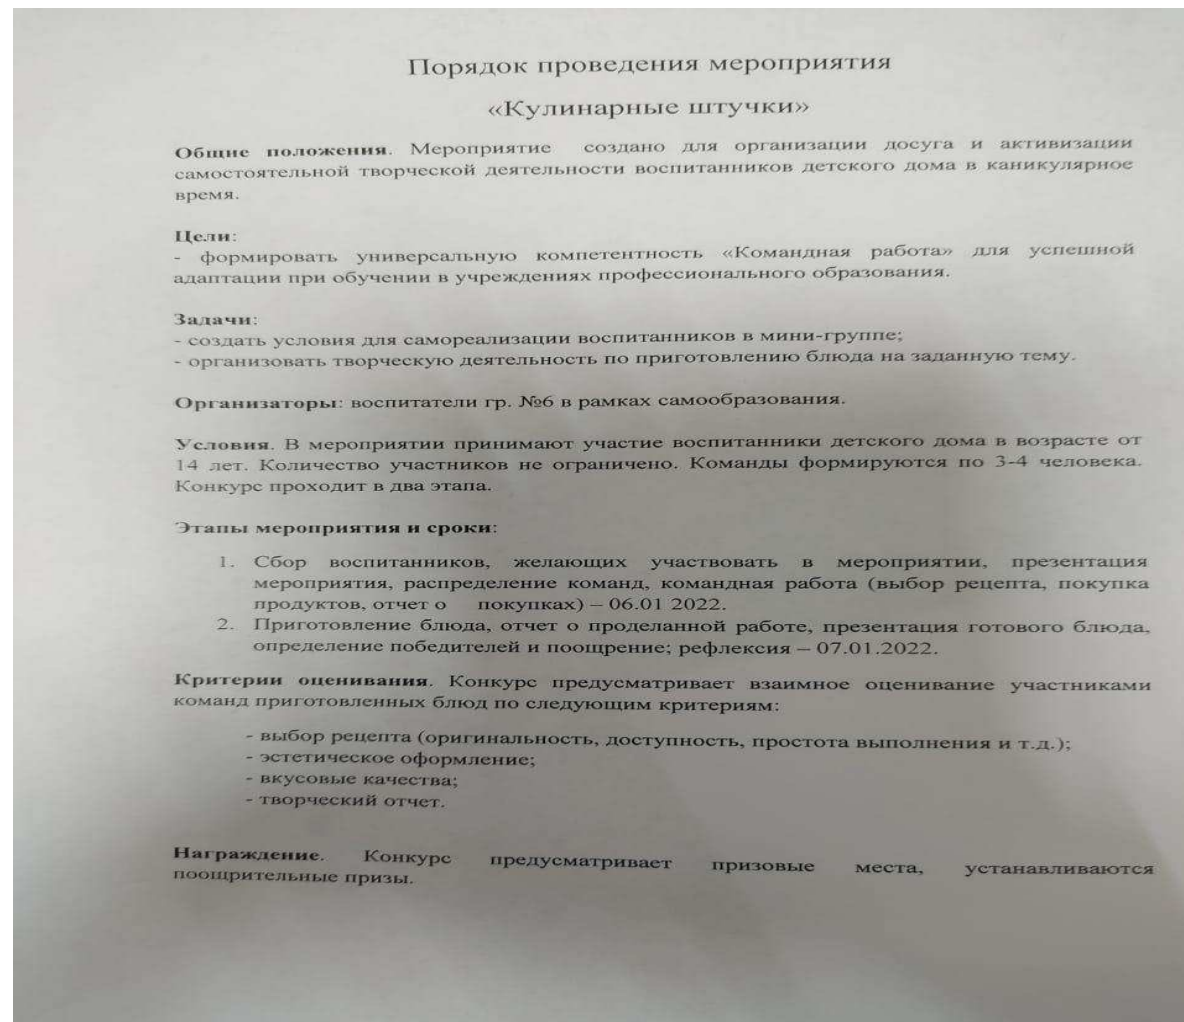 Порядок проведения мероприятия
«Кулинарные штучки»
Общие положения. Мероприятие создано для организации досуга и активизации
самостоятельной творческой деятельности воспитанников детского дома в каникулярное
время.
Цели:
- формировать универсальную компетентность «Командная работа» для успешной
адаптации при обучении в учреждениях профессионального образования.
Задачи:
- создать условия для самореализации воспитанников в мини-группе;
- организовать творческую деятельность по приготовлению блюда на заданную тему.
Организаторы: воспитатели гр. №6 в рамках самообразования.
Условия. В мероприятии принимают участие воспитанники детского дома в возрасте от
14 лет. Количество участников не ограничено. Команды формируются по 3-4 человека.
Конкурс проходит в два этапа.
Этапы мероприятия и сроки:
1. Сбор воспитанников, желающих участвовать в мероприятии, презентация
мероприятия, распределение команд, командная работа (выбор рецепта, покупка
продуктов, отчет о покупках) – 06.01 2022.
2. Приготовление блюда, отчет о проделанной работе, презентация готового блюда,
определение победителей и поощрение; рефлексия – 07.01.2022.
Критерии оценивания. Конкурс предусматривает взаимное оценивание участниками
команд приготовленных блюд по следующим критериям:
- выбор рецепта (оригинальность, доступность, простота выполнения и т.д.);
- эстетическое оформление;
- вкусовые качества;
- творческий отчет.
Награждение. Конкурс предусматривает призовые места, устанавливаются
поощрительные призы.